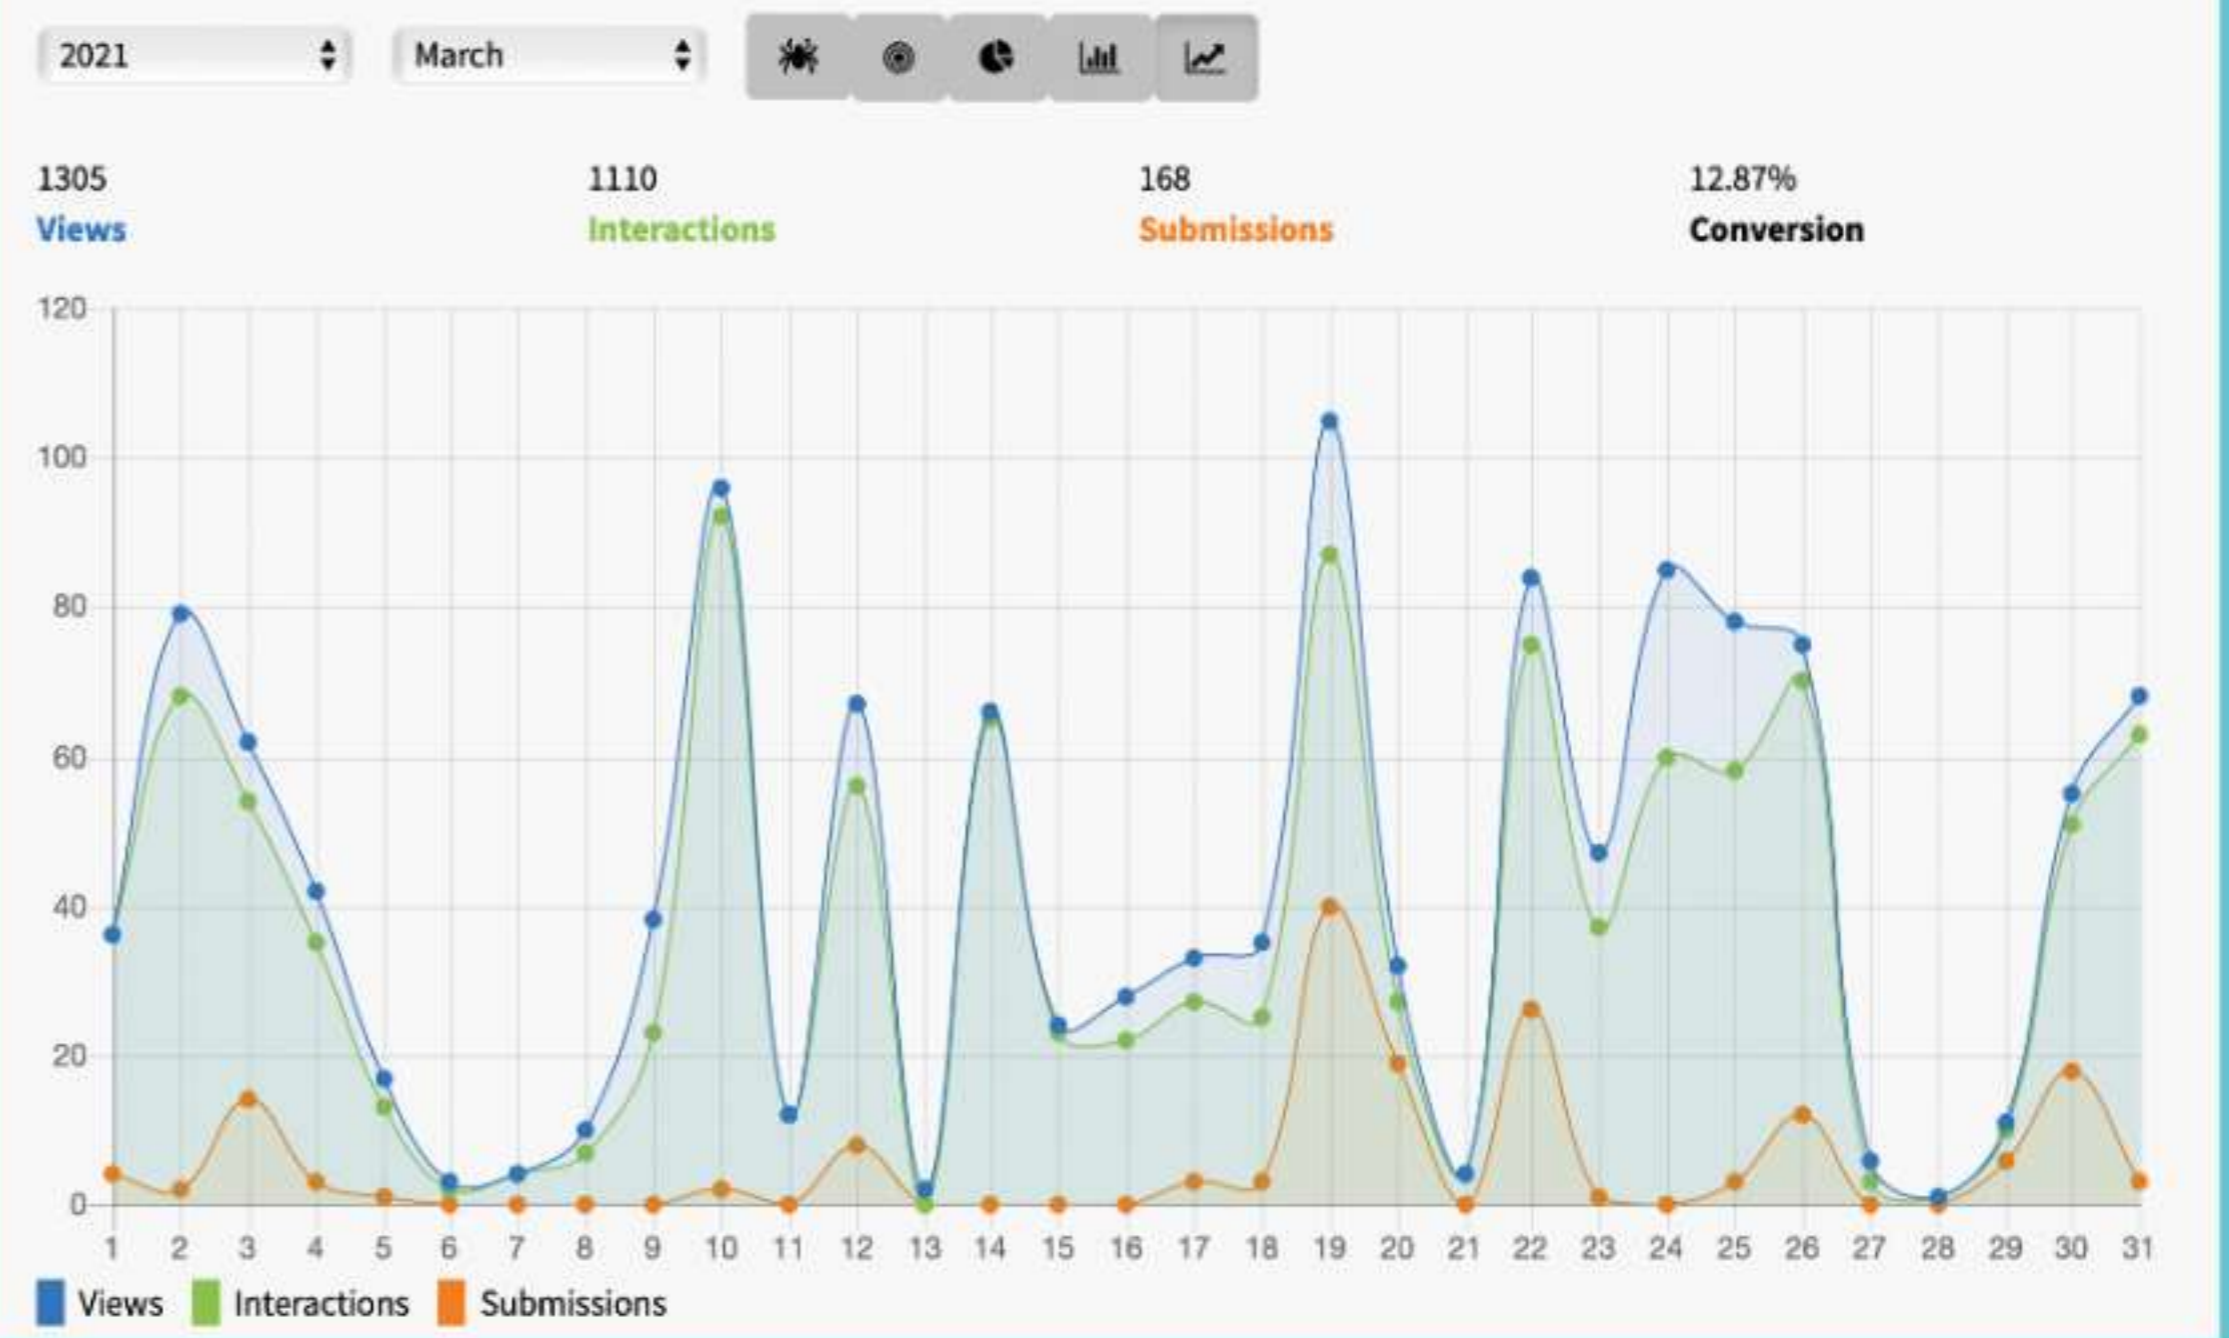 2021 March
1305 1110 168 12.87%
Views Interactions Submissions Conversion
120
100
80
60
40
20
0
1 2 3 4 5 6 7 8 9 10 11 12 13 14 15 16 17 18 19 20 21 22 23 24 25 26 27 28 29 30 31
Views Interactions Submissions